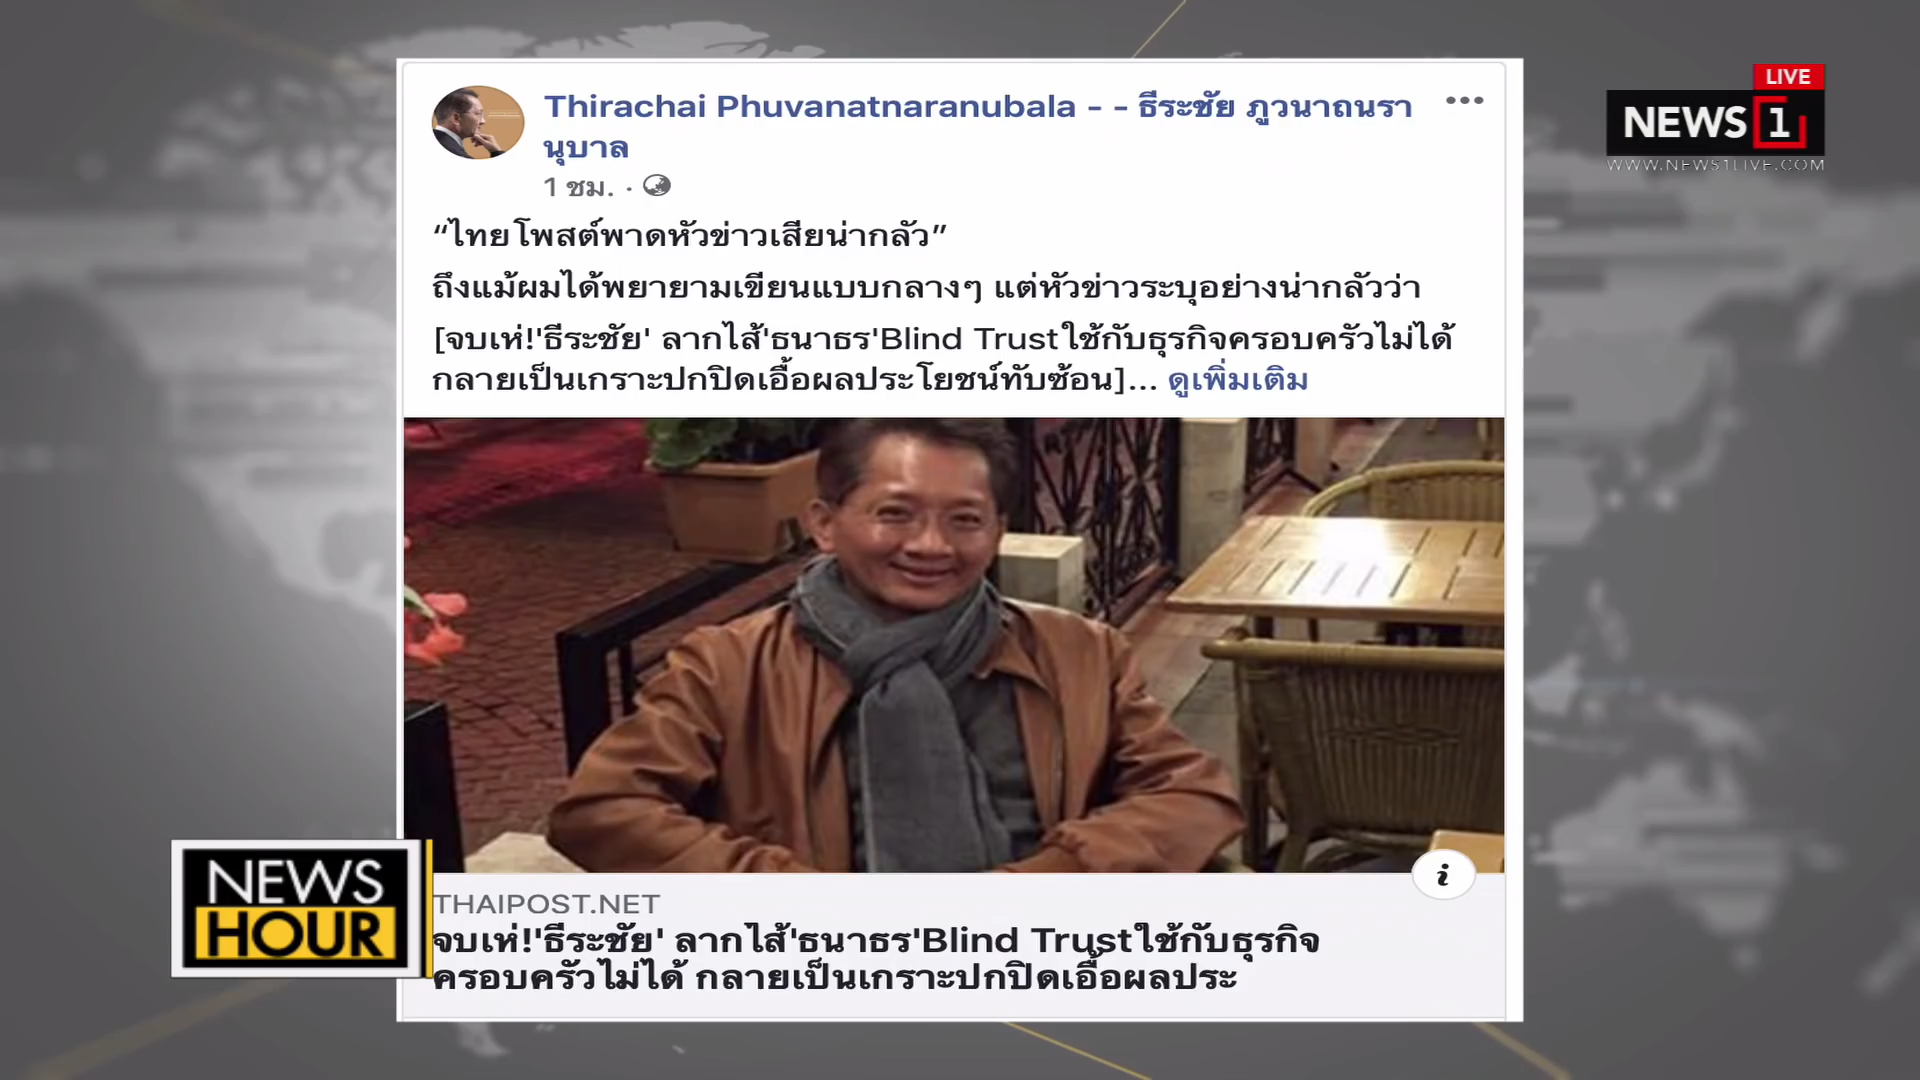 Thirachai Phuvanatnaranubala - - ธีระชัย ภูวนาถนรา
นุบาล
1 ชม. ·
“ไทยโพสต์พาดหัวข่าวเสียน่ากลัว”
ถึงแม้ผมได้พยายามเขียนแบบกลางๆ แต่หัวข่าวระบุอย่างน่ากลัวว่า
[จบเห่!'ธีระชัย' ลากไส้'ธนาธร'Blind Trustใช้กับธุรกิจครอบครัวไม่ได้
กลายเป็นเกราะปกปิดเอื้อผลประโยชน์ทับซ้อน]... ดูเพิ่มเติม
LIVE
NEWS 1
WWW.NEWS1LIVE.COM
i
NEWS
HOUR
THAIPOST.NET
จบเห่!'ธีระชัย' ลากไส้'ธนาธร'Blind Trustใช้กับธุรกิจ
ครอบครัวไม่ได้ กลายเป็นเกราะปกปิดเอื้อผลประ